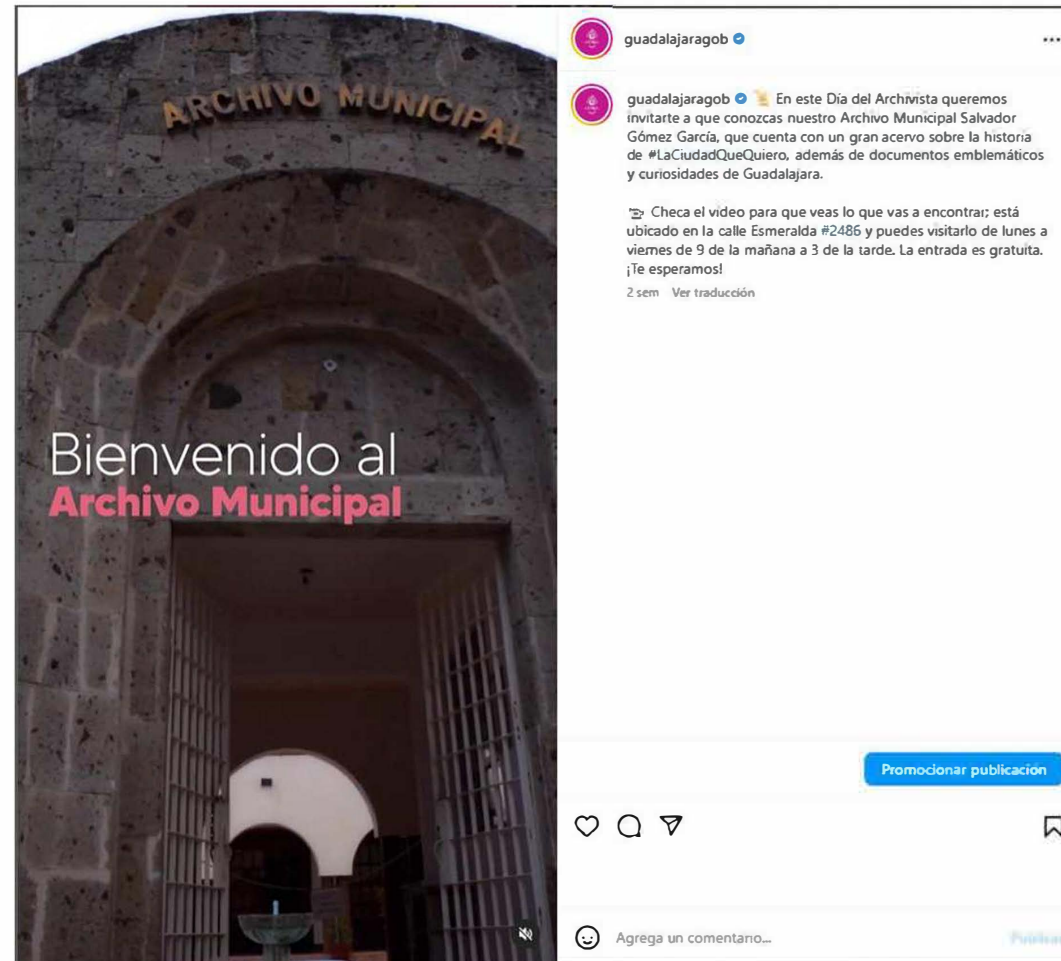 ARCHIVO MUNICIPAL
Bienvenido al
Archivo Municipal
guadalajaragob
guadalajaragob 📜 En este Día del Archivista queremos
invitarte a que conozcas nuestro Archivo Municipal Salvador
Gómez García, que cuenta con un gran acervo sobre la historia
de #LaCiudadQueQuiero, además de documentos emblemáticos
y curiosidades de Guadalajara.
Checa el video para que veas lo que vas a encontrar; está
ubicado en la calle Esmeralda #2486 y puedes visitarlo de lunes a
viernes de 9 de la mañana a 3 de la tarde. La entrada es gratuita.
¡Te esperamos!
2 sem Ver traducción
Promocionar publicación
Agrega un comentario...